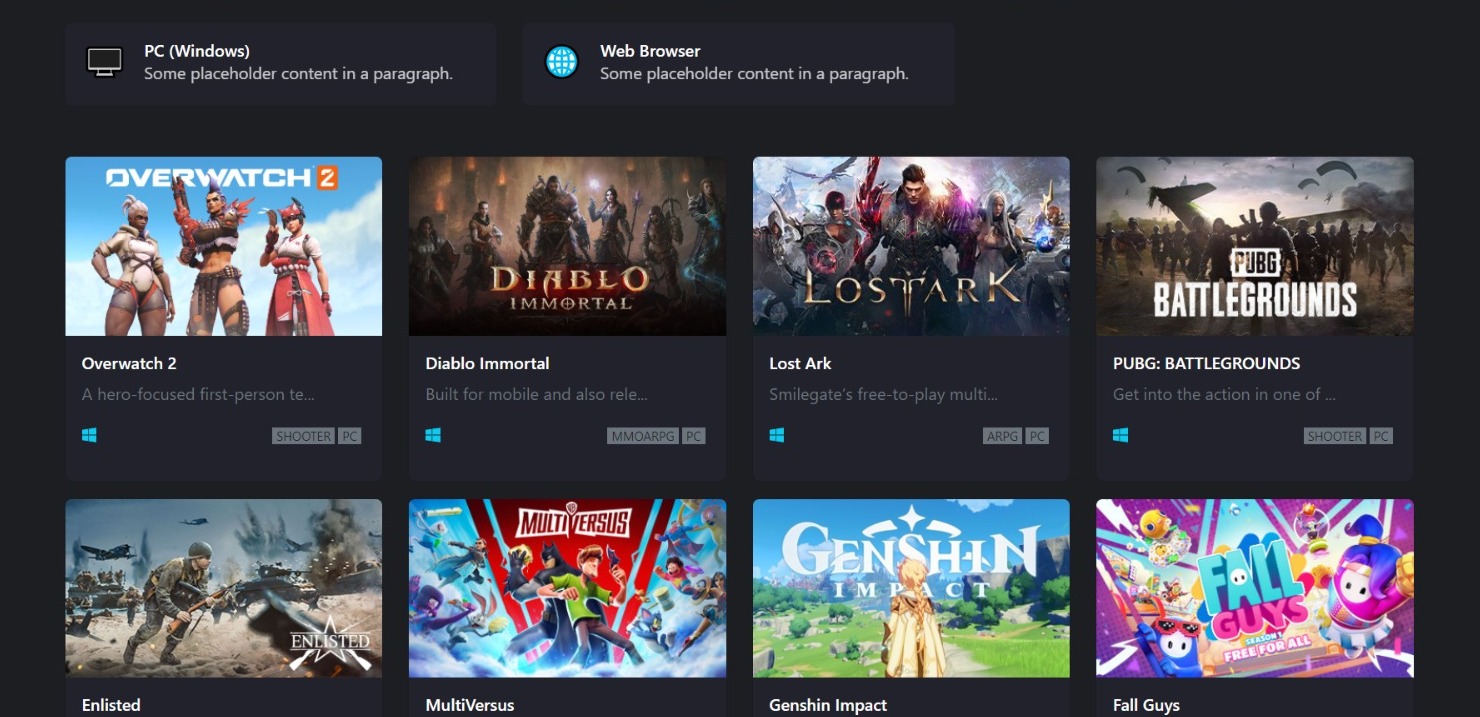 PC (Windows)
Some placeholder content in a paragraph.
Web Browser
Some placeholder content in a paragraph.
OVERWATCH 2
DIABLO
IMMORTAL
LOST ARK
PUBG
BATTLEGROUNDS
Overwatch 2
A hero-focused first-person te...
SHOOTER PC
Diablo Immortal
Built for mobile and also rele...
MMOARPG PC
Lost Ark
Smilegate’s free-to-play multi...
ARPG PC
PUBG: BATTLEGROUNDS
Get into the action in one of ...
SHOOTER PC
ENLISTED
MULTIVERSUS
GENSHIN
IMPACT
FALL
GUYS
SEASON 1
FREE FOR ALL
Enlisted
MultiVersus
Genshin Impact
Fall Guys